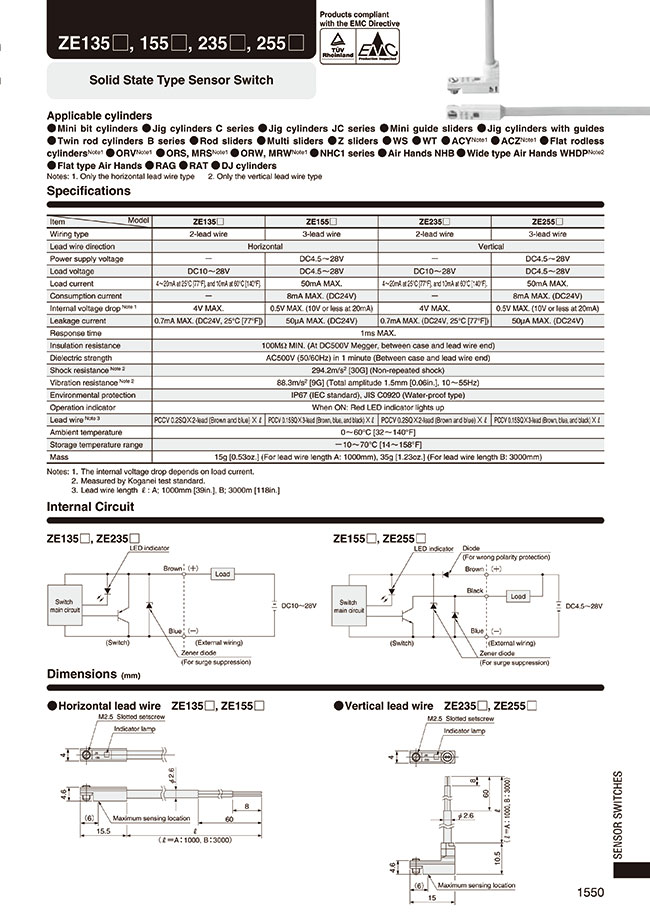 Products compliant
with the EMC Directive
ZE135□, 155□, 235□, 255□
TÜV
Rheinland
EMC
Production Inspected
Solid State Type Sensor Switch
Applicable cylinders
●Mini bit cylinders ●Jig cylinders C series ●Jig cylinders JC series ●Mini guide sliders ●Jig cylinders with guides
●Twin rod cylinders B series ●Rod sliders ●Multi sliders ●Z sliders ●WS ●WT ●ACYNote1 ●ACZNote1 ●Flat rodless
cylindersNote1 ●ORVNote1 ●ORS, MRSNote1 ●ORW, MRWNote1 ●NHC1 series ●Air Hands NHB ●Wide type Air Hands WHDPNote2
●Flat type Air Hands ●RAG ●RAT ●DJ cylinders
Notes: 1. Only the horizontal lead wire type 2. Only the vertical lead wire type
Specifications
Item Model ZE135□ ZE155□ ZE235□ ZE255□
Wiring type 2-lead wire 3-lead wire 2-lead wire 3-lead wire
Lead wire direction Horizontal Vertical
Power supply voltage － DC4.5～28V － DC4.5～28V
Load voltage DC10～28V DC4.5～28V DC10～28V DC4.5～28V
Load current 4～20mA at 25°C [77°F], and 10mA at 60°C [140°F]. 50mA MAX. 4～20mA at 25°C [77°F], and 10mA at 60°C [140°F]. 50mA MAX.
Consumption current － 8mA MAX. (DC24V) － 8mA MAX. (DC24V)
Internal voltage drop Note 1 4V MAX. 0.5V MAX. (10V or less at 20mA) 4V MAX. 0.5V MAX. (10V or less at 20mA)
Leakage current 0.7mA MAX. (DC24V, 25°C [77°F]) 50μA MAX. (DC24V) 0.7mA MAX. (DC24V, 25°C [77°F]) 50μA MAX. (DC24V)
Response time 1ms MAX.
Insulation resistance 100MΩ MIN. (At DC500V Megger, between case and lead wire end)
Dielectric strength AC500V (50/60Hz) in 1 minute (Between case and lead wire end)
Shock resistance Note 2 294.2m/s² [30G] (Non-repeated shock)
Vibration resistance Note 2 88.3m/s² [9G] (Total amplitude 1.5mm [0.06in.], 10～55Hz)
Environmental protection IP67 (IEC standard), JIS C0920 (Water-proof type)
Operation indicator When ON: Red LED indicator lights up
Lead wire Note 3 PCCV 0.2SQ×2-lead (Brown and blue)×ℓ PCCV 0.15SQ×3-lead (Brown, blue, and black)×ℓ PCCV 0.2SQ×2-lead (Brown and blue)×ℓ PCCV 0.15SQ×3-lead (Brown, blue, and black)×ℓ
Ambient temperature 0～60°C [32～140°F]
Storage temperature range －10～70°C [14～158°F]
Mass 15g [0.53oz.] (For lead wire length A: 1000mm), 35g [1.23oz.] (For lead wire length B: 3000mm)
Notes: 1. The internal voltage drop depends on load current.
2. Measured by Koganei test standard.
3. Lead wire length ℓ : A; 1000mm [39in.], B; 3000m [118in.]
Internal Circuit
ZE135□, ZE235□
LED indicator
Brown (＋)
Load
Switch
main circuit
DC10～28V
Blue (－)
(Switch) (External wiring)
Zener diode
(For surge suppression)
ZE155□, ZE255□
LED indicator Diode
(For wrong polarity protection)
Brown (＋)
Black
Load
Switch
main circuit
DC4.5～28V
Blue (－)
(Switch) (External wiring)
Zener diode
(For surge suppression)
Dimensions (mm)
●Horizontal lead wire ZE135□, ZE155□
M2.5 Slotted setscrew
Indicator lamp
4
φ2.6
4.6
8
(6) Maximum sensing location 60
15.5 ℓ
(ℓ=A：1000, B：3000)
●Vertical lead wire ZE235□, ZE255□
M2.5 Slotted setscrew
Indicator lamp
4
8
60
ℓ
(ℓ=A：1000, B：3000)
φ2.6
10.5
4.6
(6) Maximum sensing location
15
SENSOR SWITCHES
1550